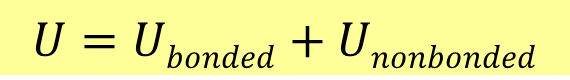 U = U_bonded + U_nonbonded